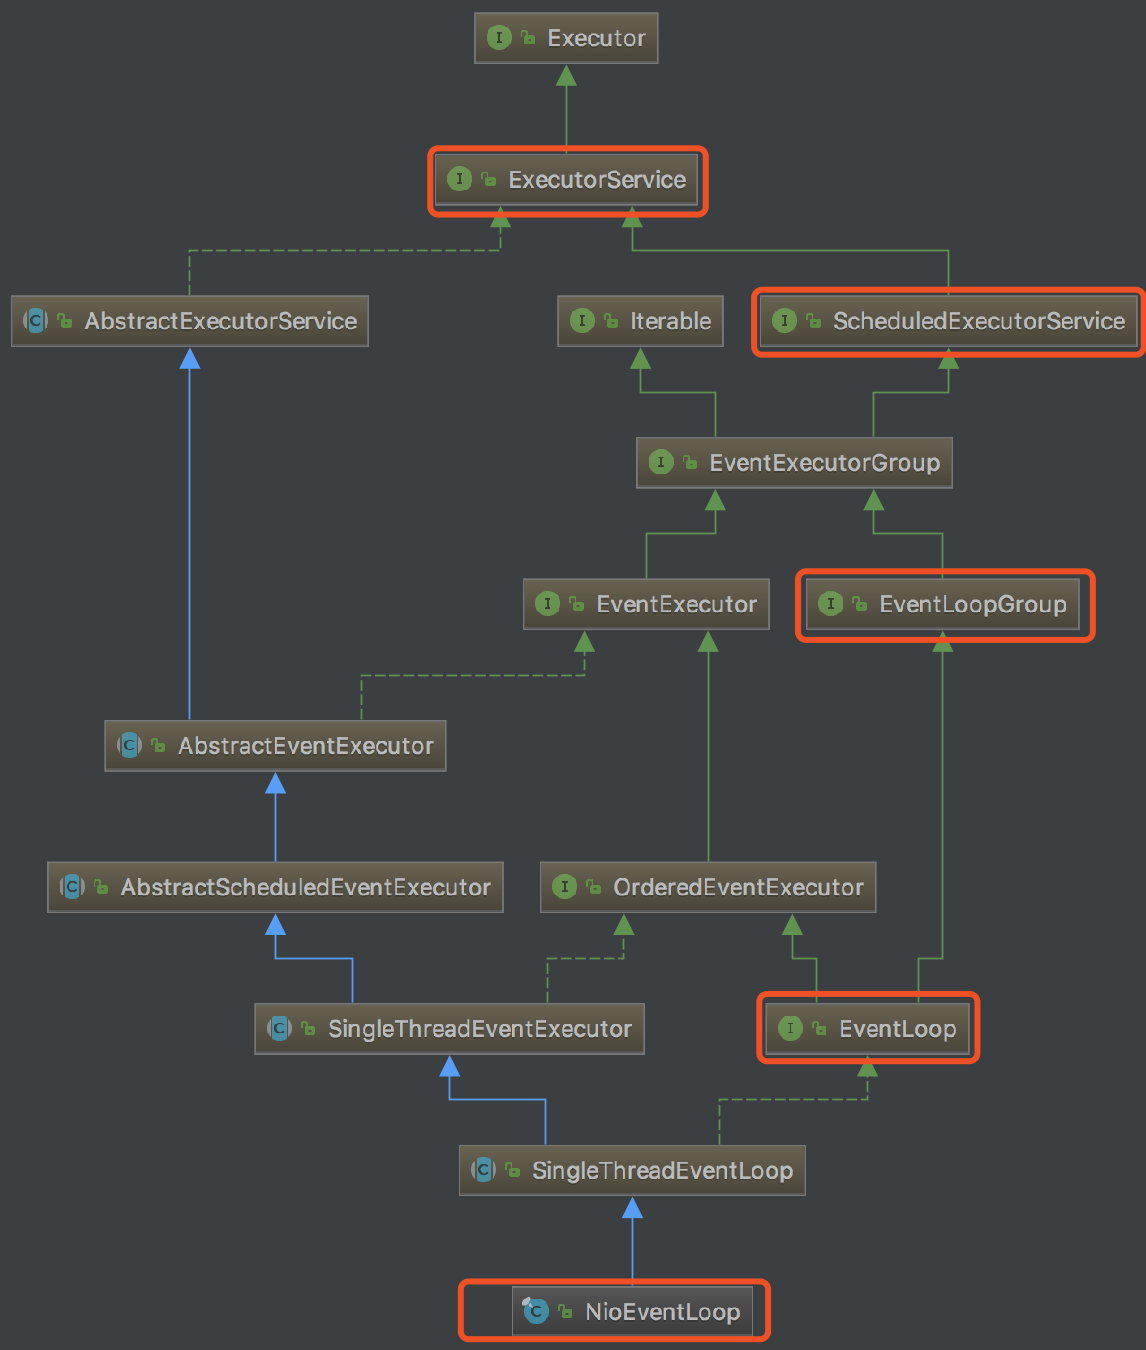 I Executor
I ExecutorService
C AbstractExecutorService
I Iterable
I ScheduledExecutorService
I EventExecutorGroup
I EventExecutor
I EventLoopGroup
C AbstractEventExecutor
C AbstractScheduledEventExecutor
I OrderedEventExecutor
C SingleThreadEventExecutor
I EventLoop
C SingleThreadEventLoop
C NioEventLoop